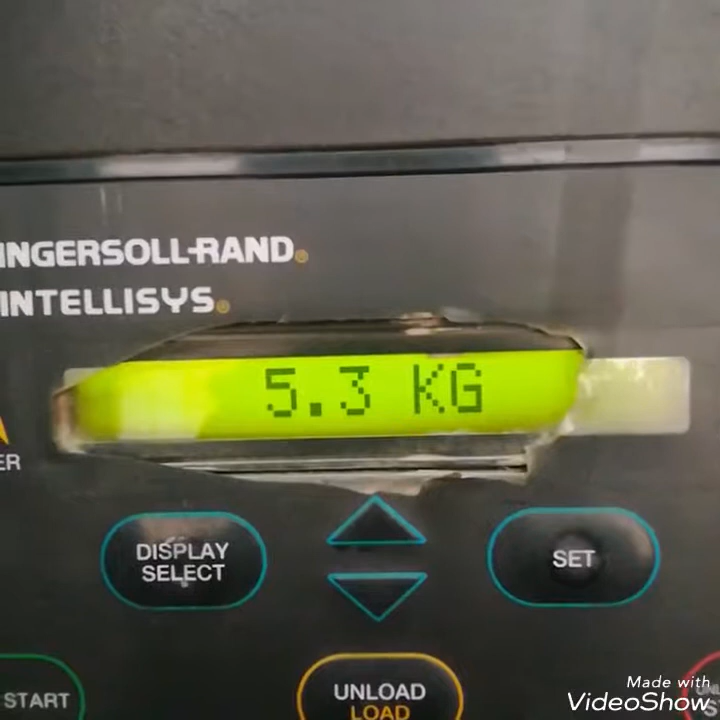 INGERSOLL-RAND®
INTELLISYS®
5.3 KG
DISPLAY
SELECT
SET
START
UNLOAD
LOAD
Made with
VideoShow